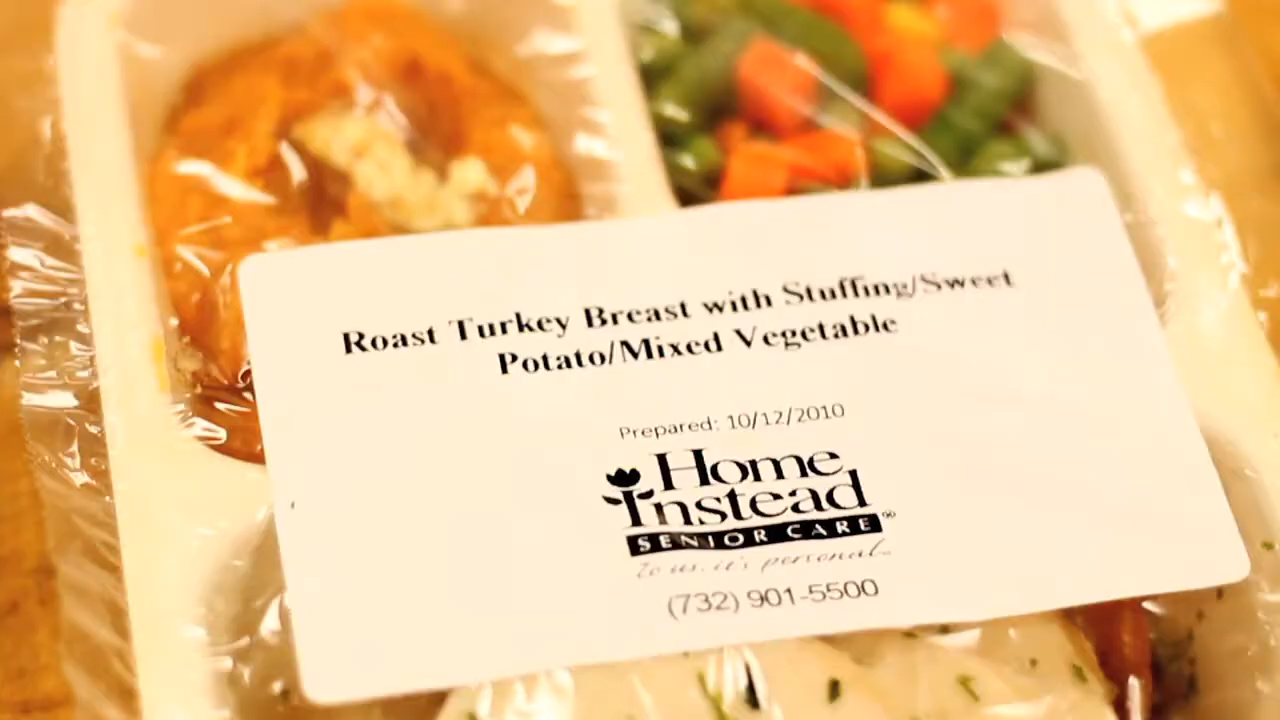 Roast Turkey Breast with Stuffing/Sweet
Potato/Mixed Vegetable
Prepared: 10/12/2010
Home
Instead
SENIOR CARE®
To us, it's personal.
(732) 901-5500